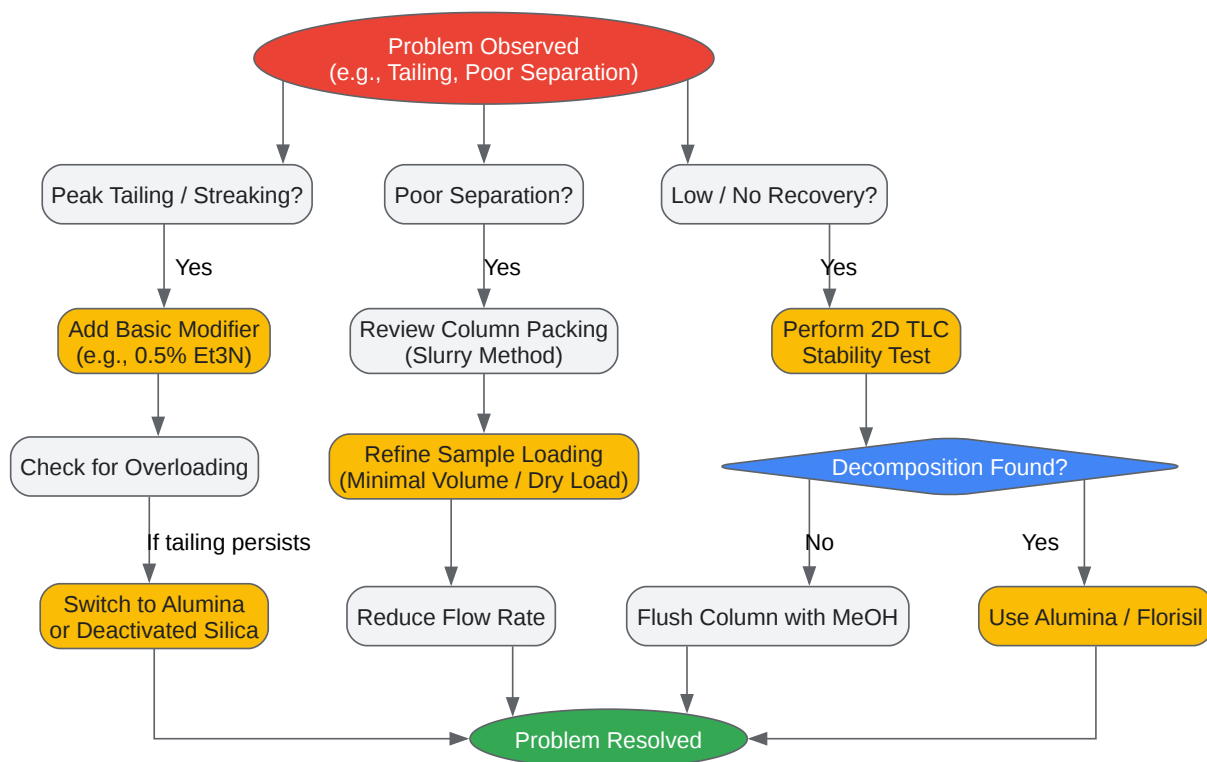 Problem Observed
(e.g., Tailing, Poor Separation)
Peak Tailing / Streaking?
Poor Separation?
Low / No Recovery?
Yes
Yes
Yes
Add Basic Modifier
(e.g., 0.5% Et3N)
Review Column Packing
(Slurry Method)
Perform 2D TLC
Stability Test
Check for Overloading
Refine Sample Loading
(Minimal Volume / Dry Load)
Decomposition Found?
If tailing persists
No
Yes
Switch to Alumina
or Deactivated Silica
Reduce Flow Rate
Flush Column with MeOH
Use Alumina / Florisil
Problem Resolved